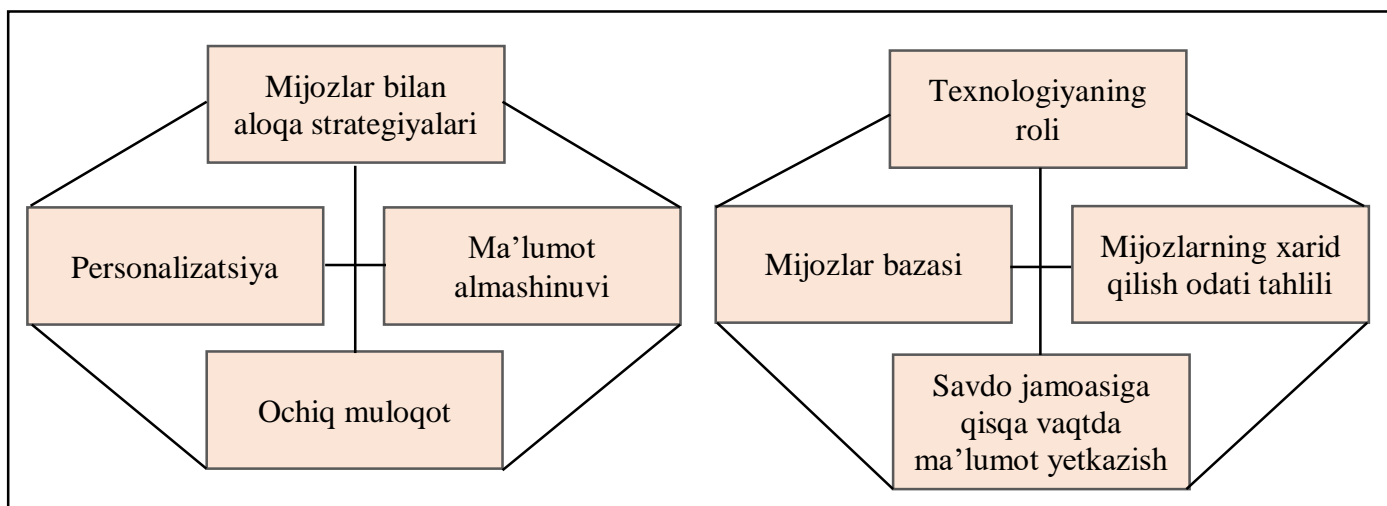 Mijozlar bilan
aloqa strategiyalari
Personalizatsiya
Ma’lumot
almashinuvi
Ochiq muloqot
Texnologiyaning
roli
Mijozlar bazasi
Mijozlarning xarid
qilish odati tahlili
Savdo jamoasiga
qisqa vaqtda
ma’lumot yetkazish